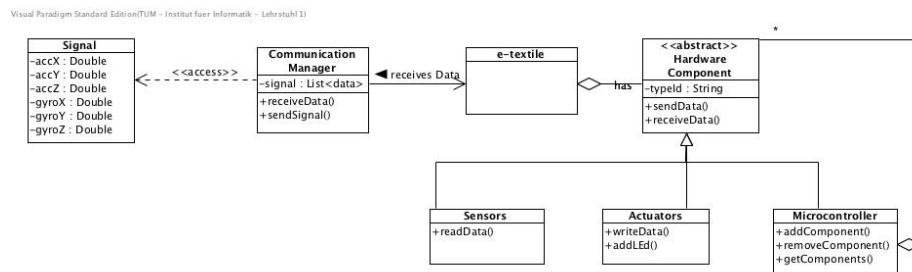 Visual Paradigm Standard Edition(TUM - Institut fuer Informatik - Lehrstuhl 1)
Signal
-accX : Double
-accY : Double
-accZ : Double
-gyroX : Double
-gyroY : Double
-gyroZ : Double
<<access>>
Communication
Manager
-signal : List<data>
+receiveData()
+sendSignal()
receives Data
e-textile
has
<<abstract>>
Hardware
Component
-typeId : String
+sendData()
+receiveData()
*
Sensors
+readData()
Actuators
+writeData()
+addLEd()
Microcontroller
+addComponent()
+removeComponent()
+getComponents()